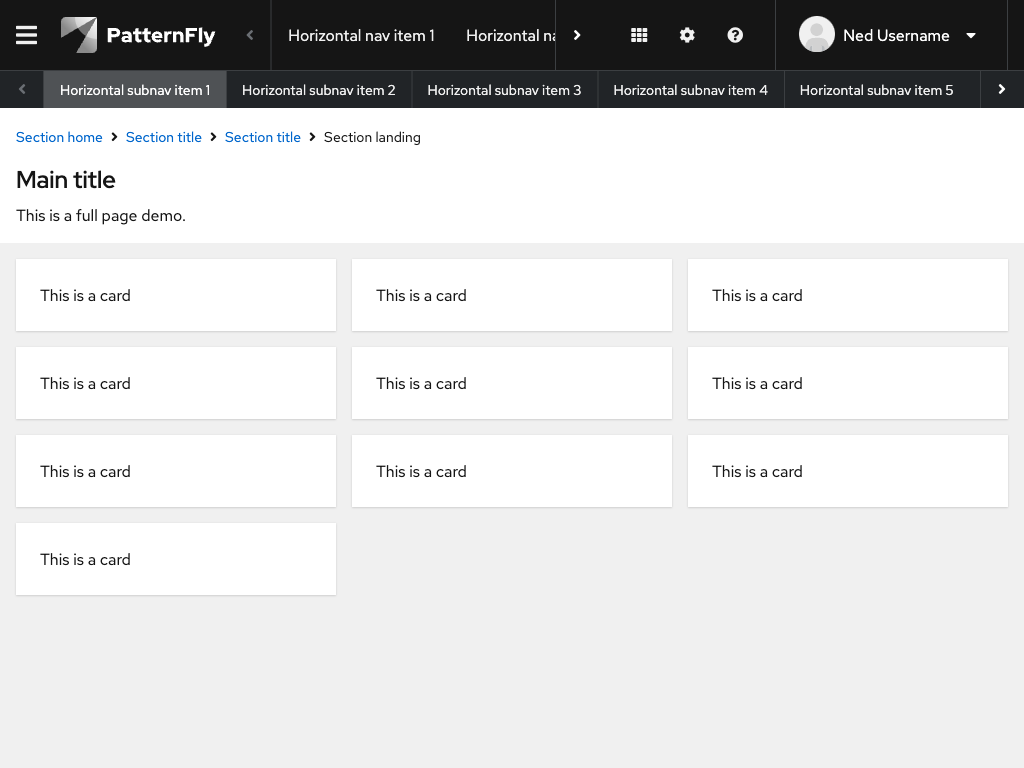 PatternFly
Horizontal nav item 1 Horizontal na
Ned Username
Horizontal subnav item 1 Horizontal subnav item 2 Horizontal subnav item 3 Horizontal subnav item 4 Horizontal subnav item 5
Section home Section title Section title Section landing
Main title
This is a full page demo.
This is a card This is a card This is a card
This is a card This is a card This is a card
This is a card This is a card This is a card
This is a card